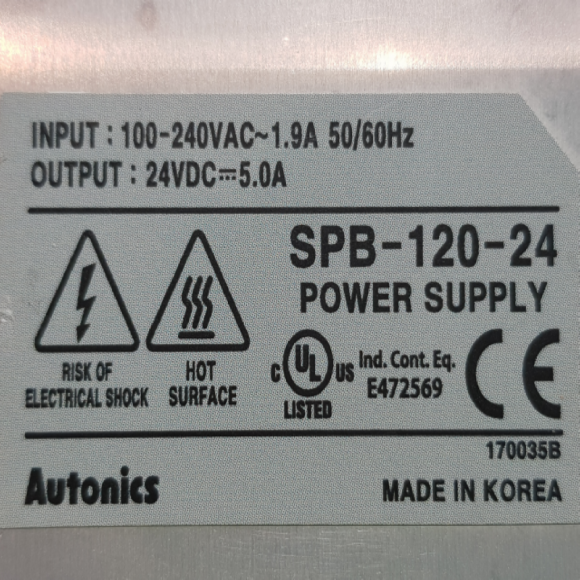 INPUT : 100-240VAC~1.9A 50/60Hz
OUTPUT : 24VDC⎓5.0A
SPB-120-24
POWER SUPPLY
RISK OF
ELECTRICAL SHOCK
HOT
SURFACE
C UL US
LISTED
Ind. Cont. Eq.
E472569
CE
170035B
Autonics
MADE IN KOREA